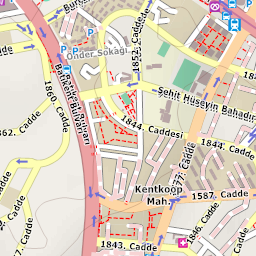 Önder Sokağı
1852. Cadde
Şehit Hüseyin Bahadır
1860. Cadde
Batıkent Bulvarı
1862. Cadde
1844. Caddesi
1844. Cadde
Kentkoop
Mah.
1587. Cadde
1843. Cadde